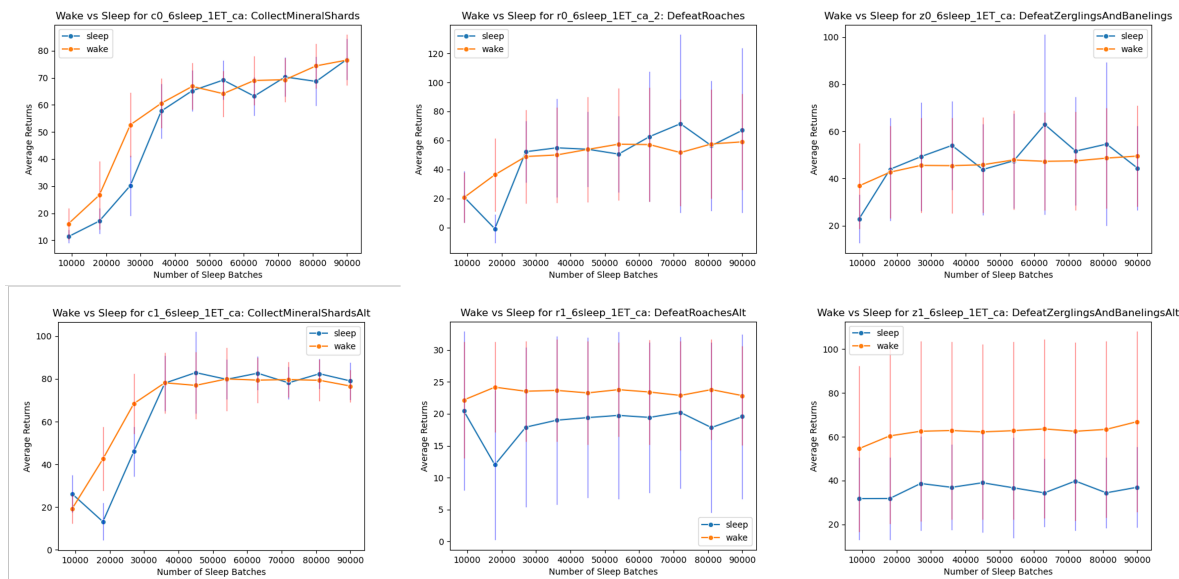 Wake vs Sleep for c0_6sleep_1ET_ca: CollectMineralShards
sleep
wake
80
70
60
50
40
30
20
10
Average Returns
10000 20000 30000 40000 50000 60000 70000 80000 90000
Number of Sleep Batches
Wake vs Sleep for r0_6sleep_1ET_ca_2: DefeatRoaches
sleep
wake
120
100
80
60
40
20
0
Average Returns
10000 20000 30000 40000 50000 60000 70000 80000 90000
Number of Sleep Batches
Wake vs Sleep for z0_6sleep_1ET_ca: DefeatZerglingsAndBanelings
sleep
wake
100
80
60
40
20
Average Returns
10000 20000 30000 40000 50000 60000 70000 80000 90000
Number of Sleep Batches
Wake vs Sleep for c1_6sleep_1ET_ca: CollectMineralShardsAlt
sleep
wake
100
80
60
40
20
0
Average Returns
10000 20000 30000 40000 50000 60000 70000 80000 90000
Number of Sleep Batches
Wake vs Sleep for r1_6sleep_1ET_ca: DefeatRoachesAlt
30
25
20
15
10
5
0
Average Returns
sleep
wake
10000 20000 30000 40000 50000 60000 70000 80000 90000
Number of Sleep Batches
Wake vs Sleep for z1_6sleep_1ET_ca: DefeatZerglingsAndBanelingsAlt
sleep
wake
100
80
60
40
20
Average Returns
10000 20000 30000 40000 50000 60000 70000 80000 90000
Number of Sleep Batches